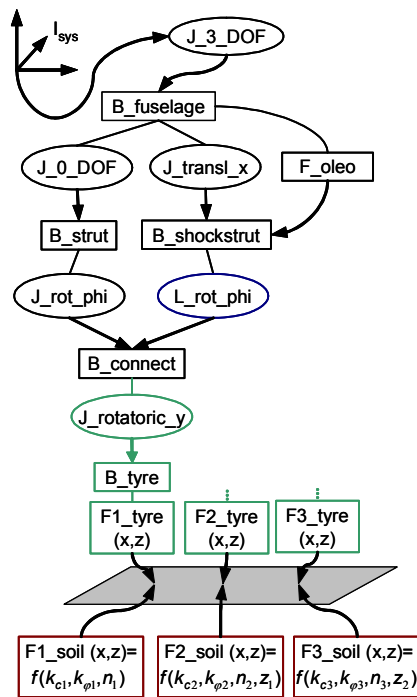 I_sys
J_3_DOF
B_fuselage
J_0_DOF J_transl_x F_oleo
B_strut B_shockstrut
J_rot_phi L_rot_phi
B_connect
J_rotatoric_y
B_tyre
F1_tyre F2_tyre F3_tyre
(x,z) (x,z) (x,z)
F1_soil (x,z)= F2_soil (x,z)= F3_soil (x,z)=
f(k_c1,k_φ1,n_1) f(k_c2,k_φ2,n_2,z_1) f(k_c3,k_φ3,n_3,z_2)